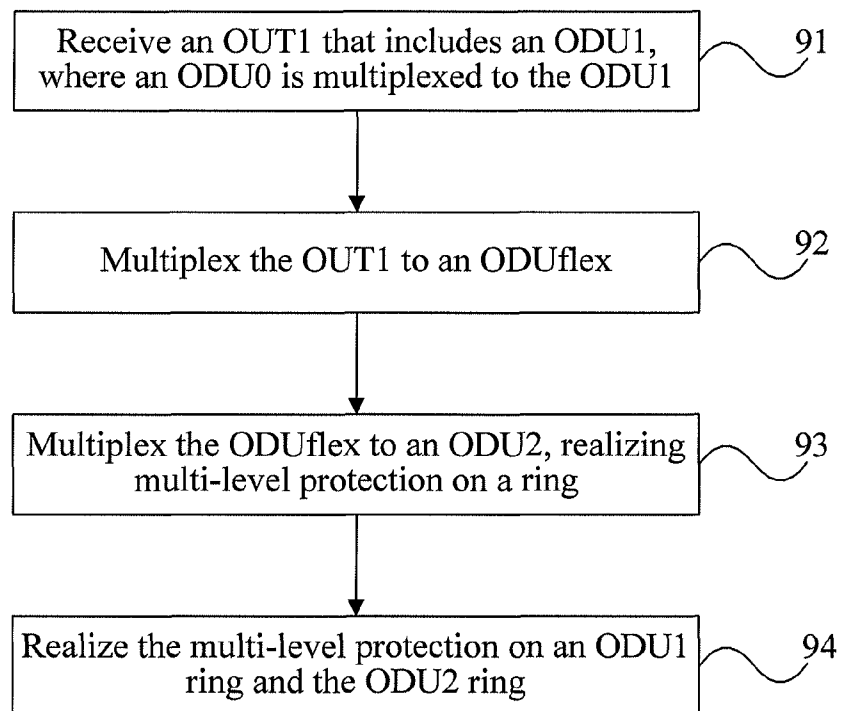 Receive an OUT1 that includes an ODU1,
where an ODU0 is multiplexed to the ODU1
91
Multiplex the OUT1 to an ODUflex
92
Multiplex the ODUflex to an ODU2, realizing
multi-level protection on a ring
93
Realize the multi-level protection on an ODU1
ring and the ODU2 ring
94